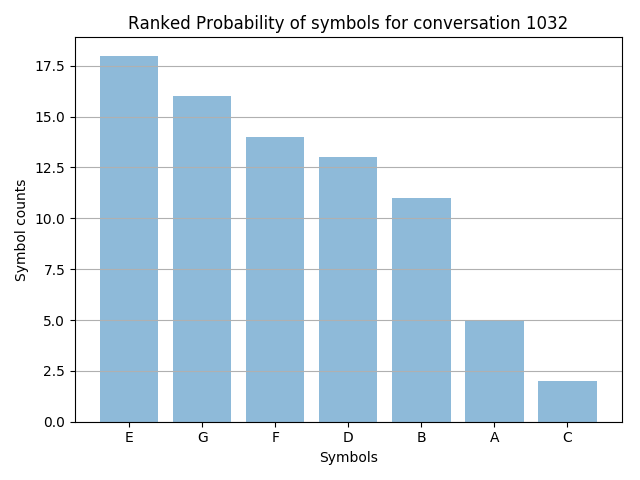 Ranked Probability of symbols for conversation 1032
Symbol counts
17.5
15.0
12.5
10.0
7.5
5.0
2.5
0.0
E G F D B A C
Symbols